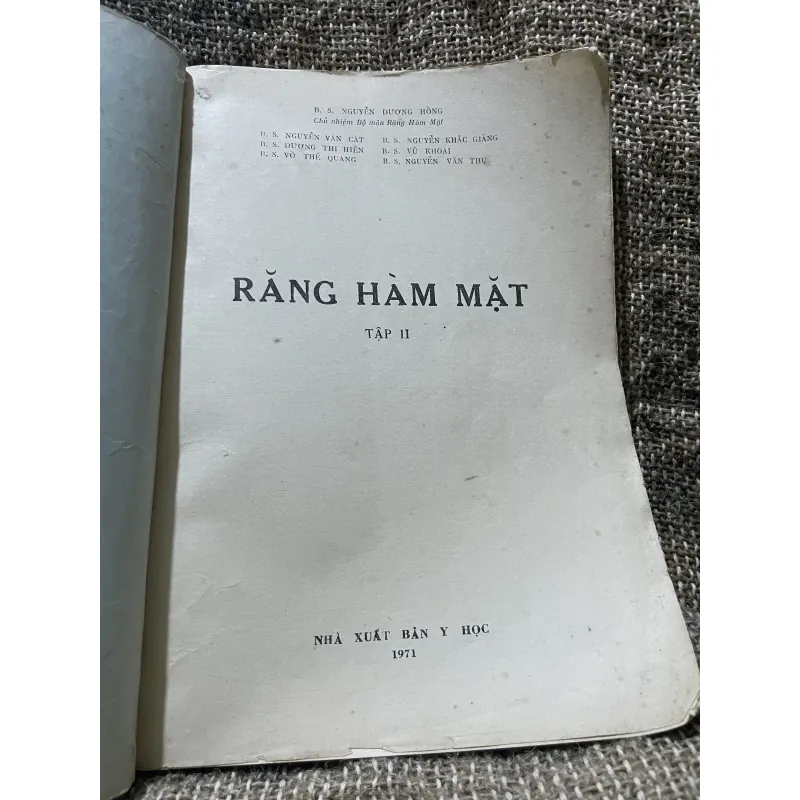 B. S. NGUYỄN DƯƠNG HỒNG
Chủ nhiệm Bộ môn Răng Hàm Mặt
B. S. NGUYỄN VĂN CÁT B. S. NGUYỄN KHẮC GIẢNG
B. S. DƯƠNG THỊ HIỀN B. S. VŨ KHOÁI
B. S. VÕ THẾ QUANG B. S. NGUYỄN VĂN THỤ
RĂNG HÀM MẶT
TẬP II
NHÀ XUẤT BẢN Y HỌC
1971